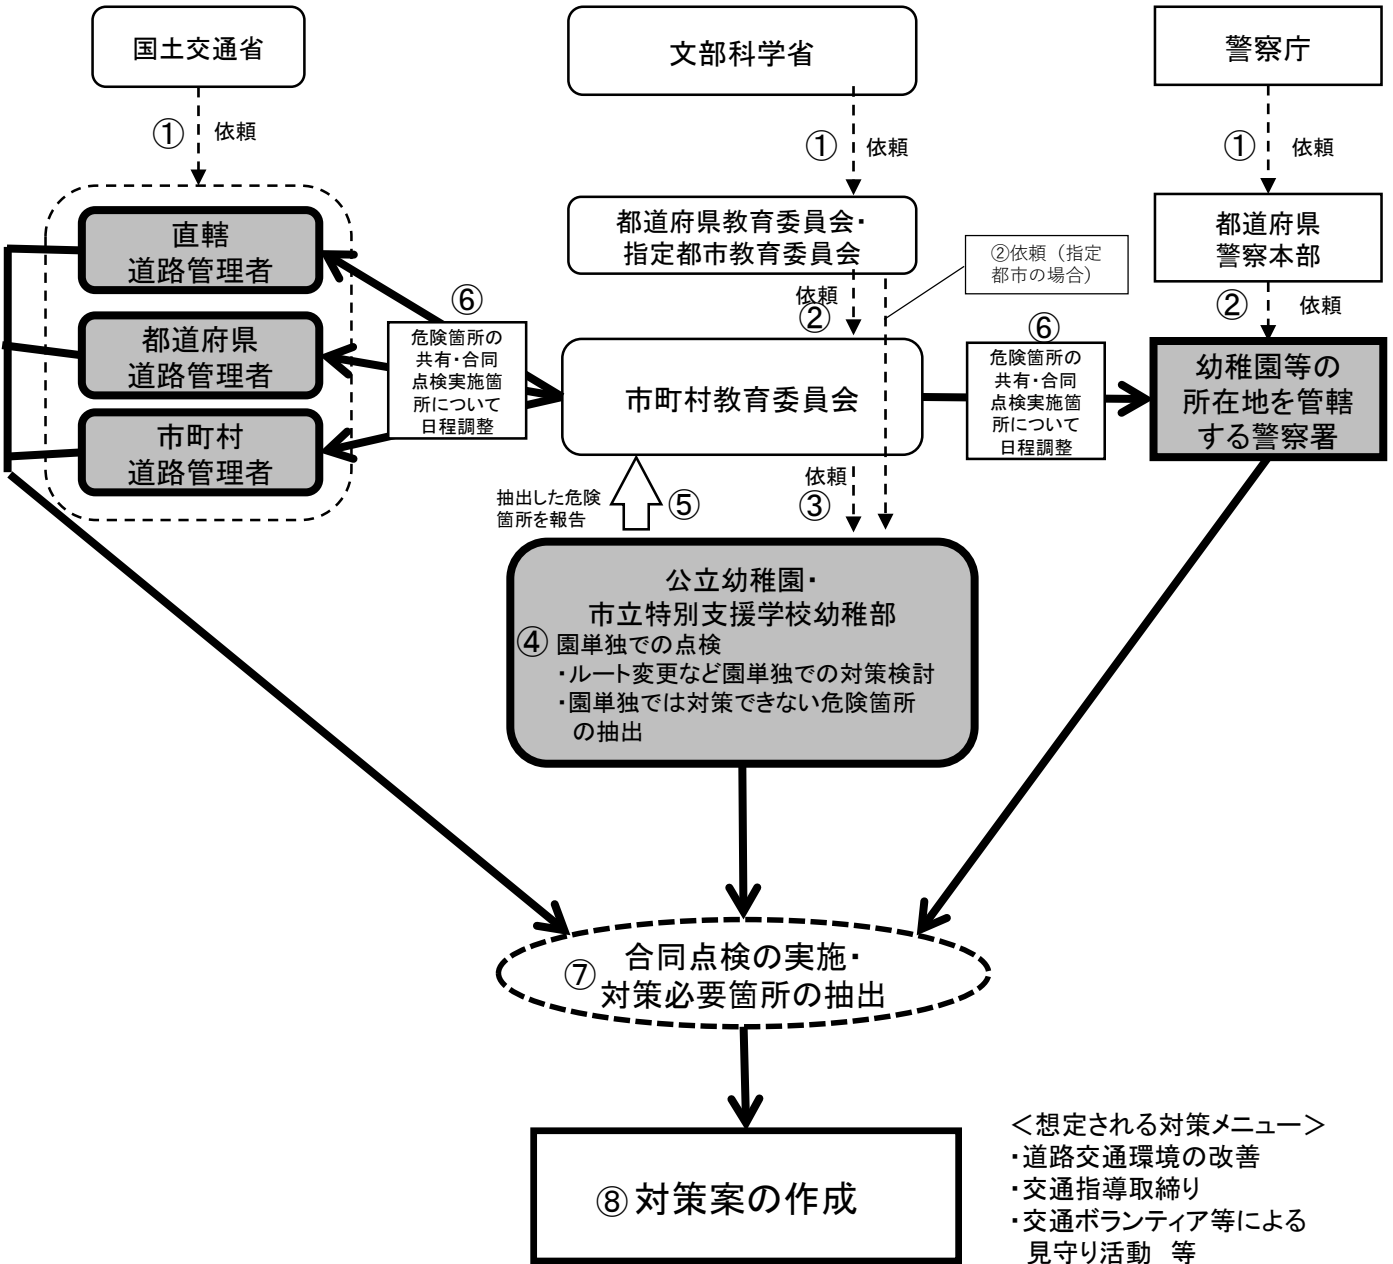 国土交通省
文部科学省
警察庁
① 依頼
① 依頼
① 依頼
直轄
道路管理者
都道府県
道路管理者
市町村
道路管理者
都道府県教育委員会・
指定都市教育委員会
②依頼（指定
都市の場合）
都道府県
警察本部
依頼
②
② 依頼
⑥
危険箇所の
共有・合同
点検実施箇
所について
日程調整
市町村教育委員会
⑥
危険箇所の
共有・合同
点検実施箇
所について
日程調整
幼稚園等の
所在地を管轄
する警察署
抽出した危険
箇所を報告
⑤
依頼
③
公立幼稚園・
市立特別支援学校幼稚部
④ 園単独での点検
・ルート変更など園単独での対策検討
・園単独では対策できない危険箇所
の抽出
⑦ 合同点検の実施・
対策必要箇所の抽出
⑧ 対策案の作成
＜想定される対策メニュー＞
・道路交通環境の改善
・交通指導取締り
・交通ボランティア等による
見守り活動　等